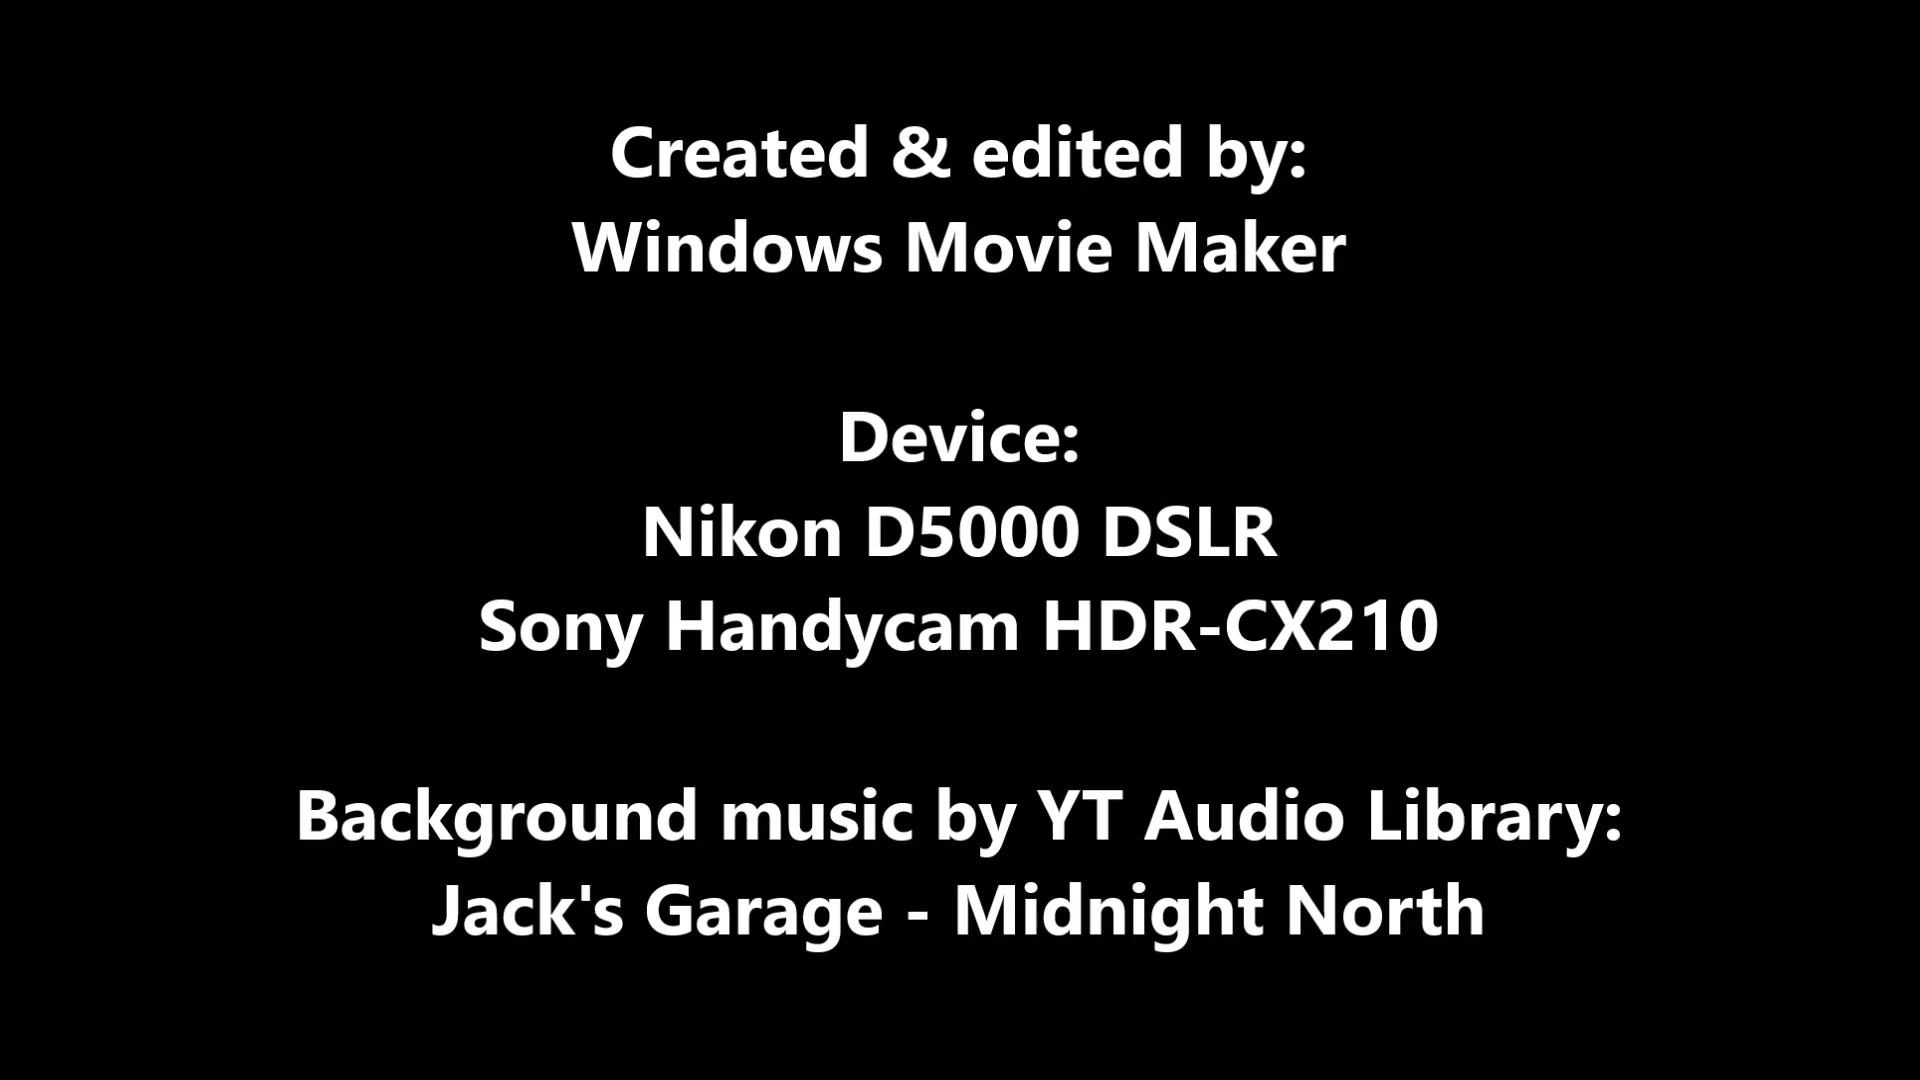 Created & edited by:
Windows Movie Maker
Device:
Nikon D5000 DSLR
Sony Handycam HDR-CX210
Background music by YT Audio Library:
Jack's Garage - Midnight North